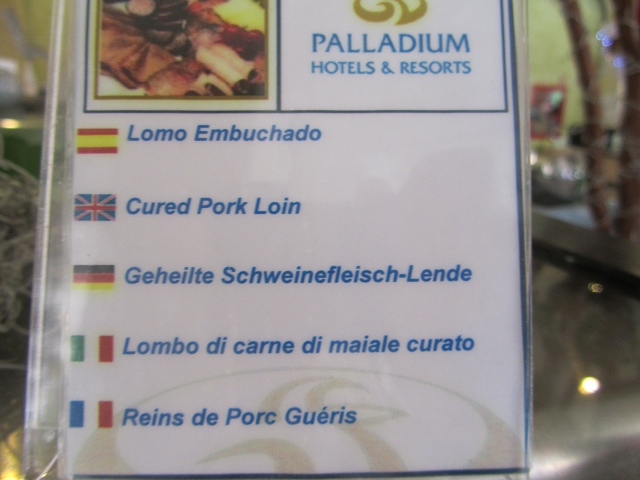 PALLADIUM
HOTELS & RESORTS
Lomo Embuchado
Cured Pork Loin
Geheilte Schweinefleisch-Lende
Lombo di carne di maiale curato
Reins de Porc Guéris